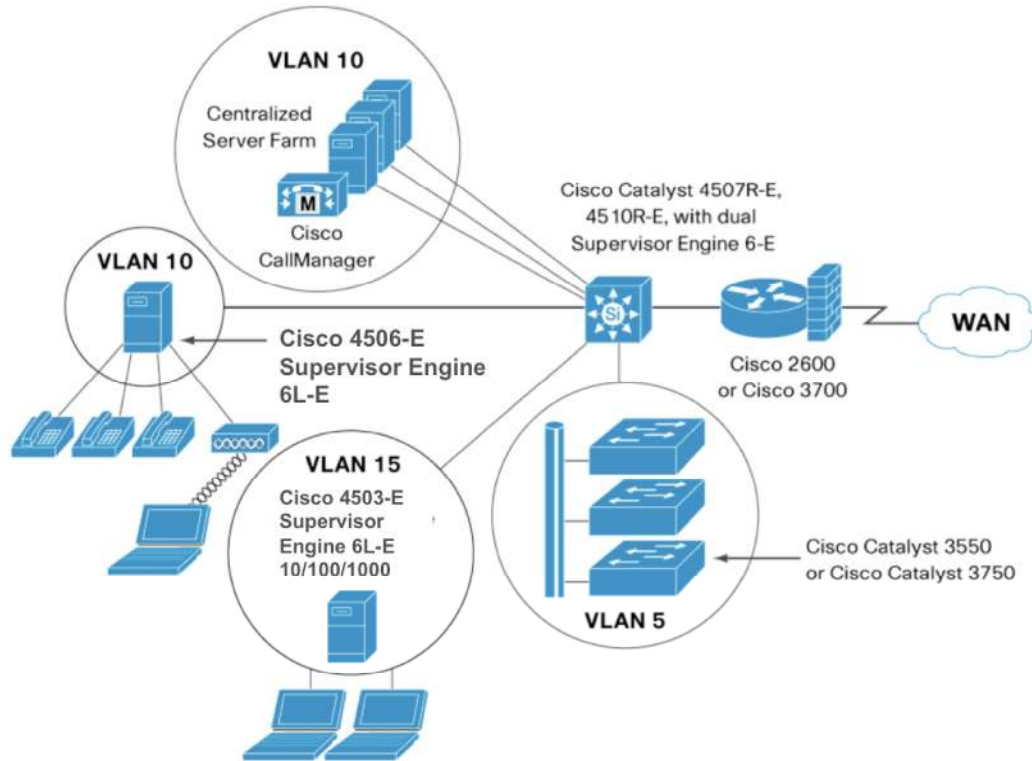 VLAN 10
Centralized
Server Farm
M
Cisco
CallManager
Cisco Catalyst 4507R-E,
4510R-E, with dual
Supervisor Engine 6-E
VLAN 10
Si
WAN
Cisco 4506-E
Supervisor Engine
6L-E
Cisco 2600
or Cisco 3700
VLAN 15
Cisco 4503-E
Supervisor
Engine 6L-E
10/100/1000
Cisco Catalyst 3550
or Cisco Catalyst 3750
VLAN 5